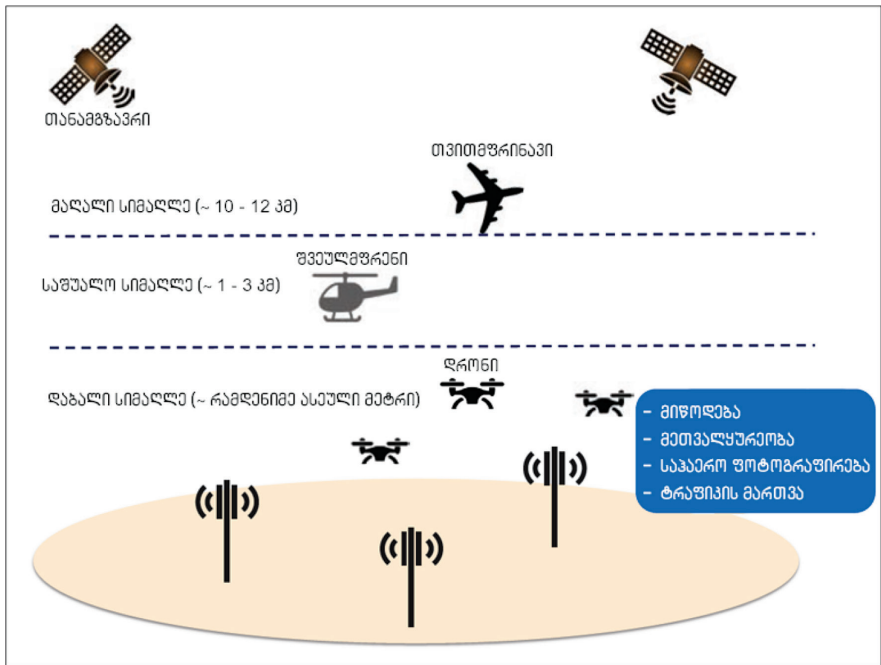 თანამგზავრი
თვითმფრინავი
მაღალი სიმაღლე (~ 10 - 12 კმ)
შვეულმფრენი
საშუალო სიმაღლე (~ 1 - 3 კმ)
დრონი
დაბალი სიმაღლე (~ რამდენიმე ასეული მეტრი)
- მიწოდება
- მეთვალყურეობა
- საჰაერო ფოტოგრაფირება
- ტრაფიკის მართვა